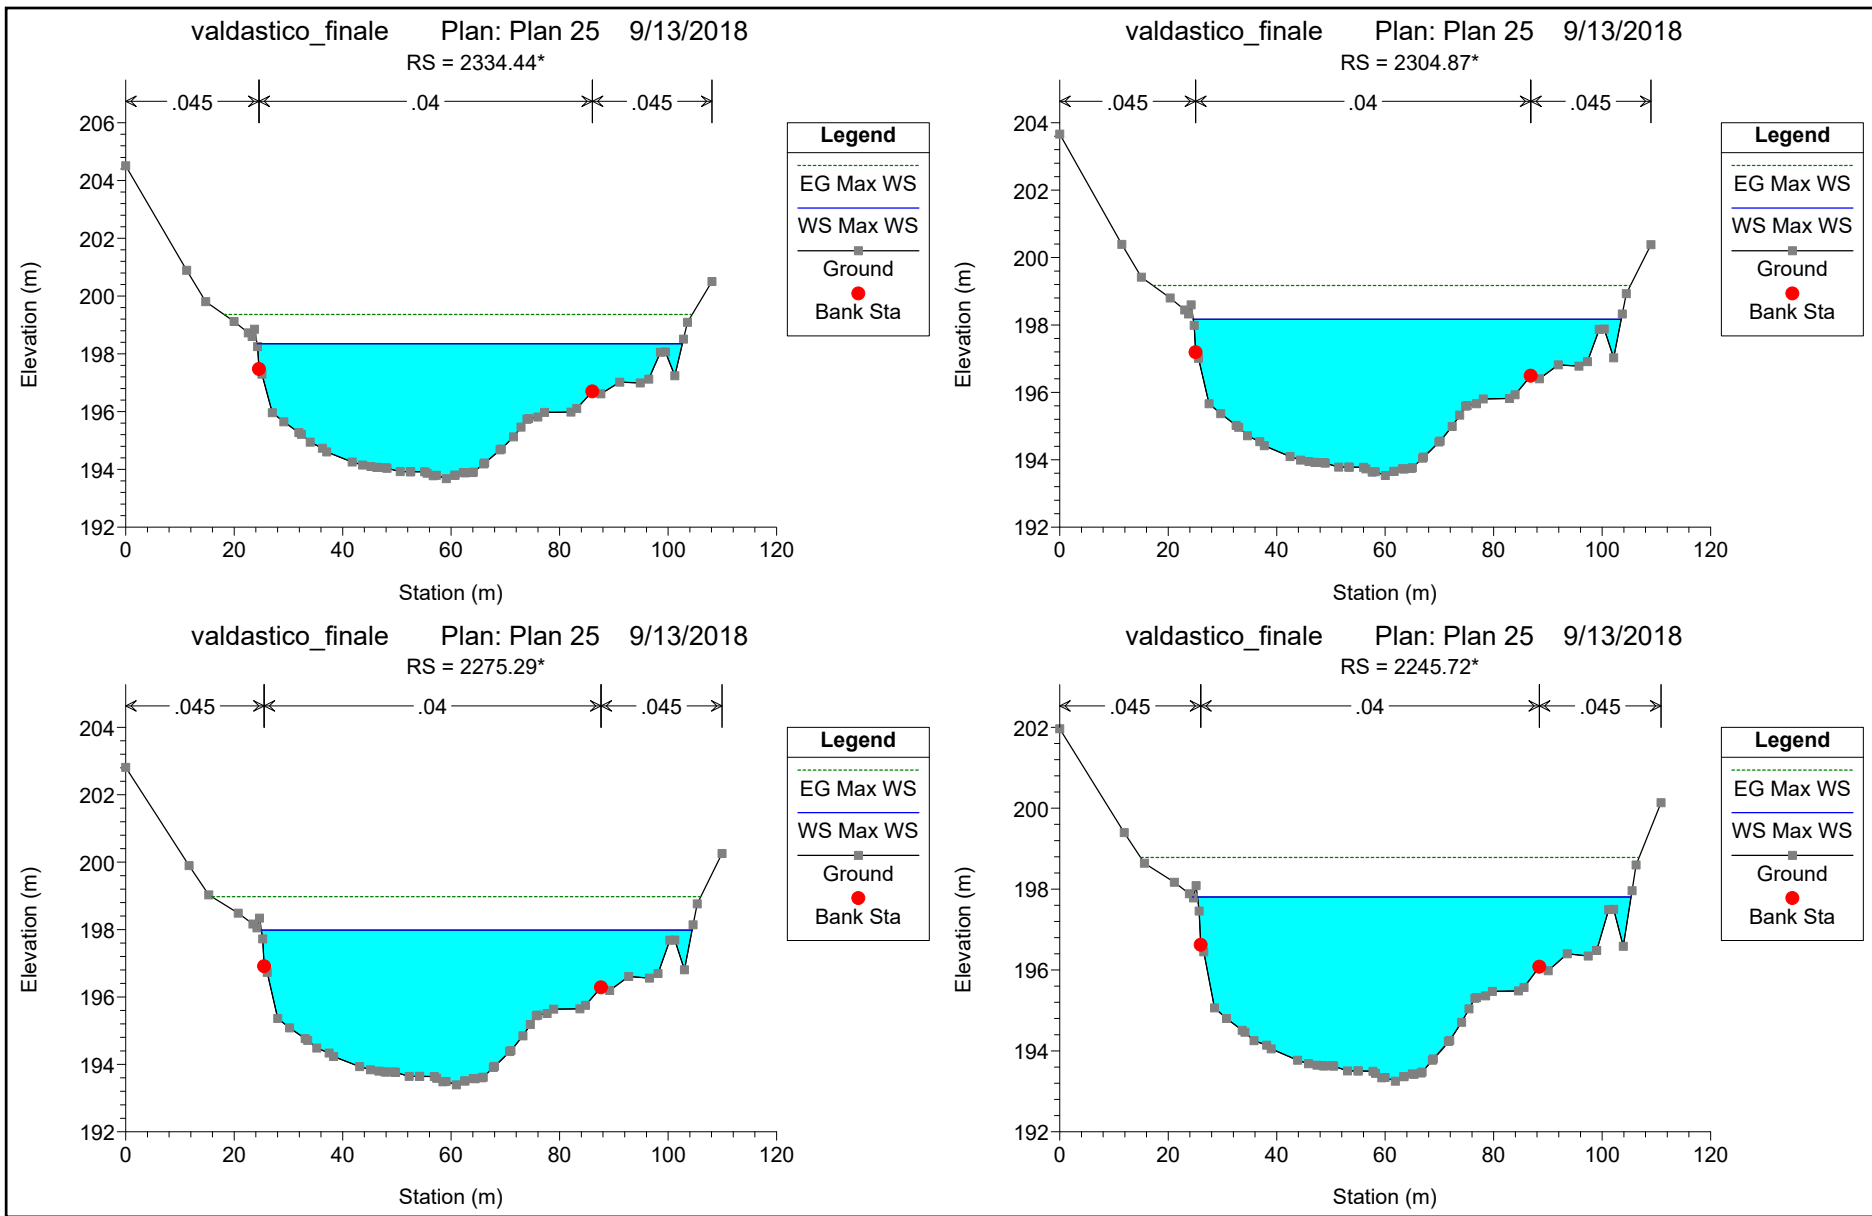 valdastico_finale Plan: Plan 25 9/13/2018
RS = 2334.44*
.045 .04 .045
206
204
202
200
198
196
194
192
0 20 40 60 80 100 120
Station (m)
Elevation (m)
Legend
EG Max WS
WS Max WS
Ground
Bank Sta
valdastico_finale Plan: Plan 25 9/13/2018
RS = 2304.87*
.045 .04 .045
204
202
200
198
196
194
192
0 20 40 60 80 100 120
Station (m)
Elevation (m)
Legend
EG Max WS
WS Max WS
Ground
Bank Sta
valdastico_finale Plan: Plan 25 9/13/2018
RS = 2275.29*
.045 .04 .045
204
202
200
198
196
194
192
0 20 40 60 80 100 120
Station (m)
Elevation (m)
Legend
EG Max WS
WS Max WS
Ground
Bank Sta
valdastico_finale Plan: Plan 25 9/13/2018
RS = 2245.72*
.045 .04 .045
202
200
198
196
194
192
0 20 40 60 80 100 120
Station (m)
Elevation (m)
Legend
EG Max WS
WS Max WS
Ground
Bank Sta